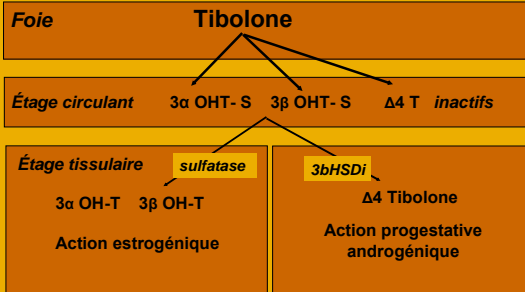 Foie
Tibolone
Étage circulant 3α OHT- S 3β OHT- S Δ4 T inactifs
Étage tissulaire
sulfatase
3α OH-T 3β OH-T
Action estrogénique
3bHSDi
Δ4 Tibolone
Action progestative
androgénique